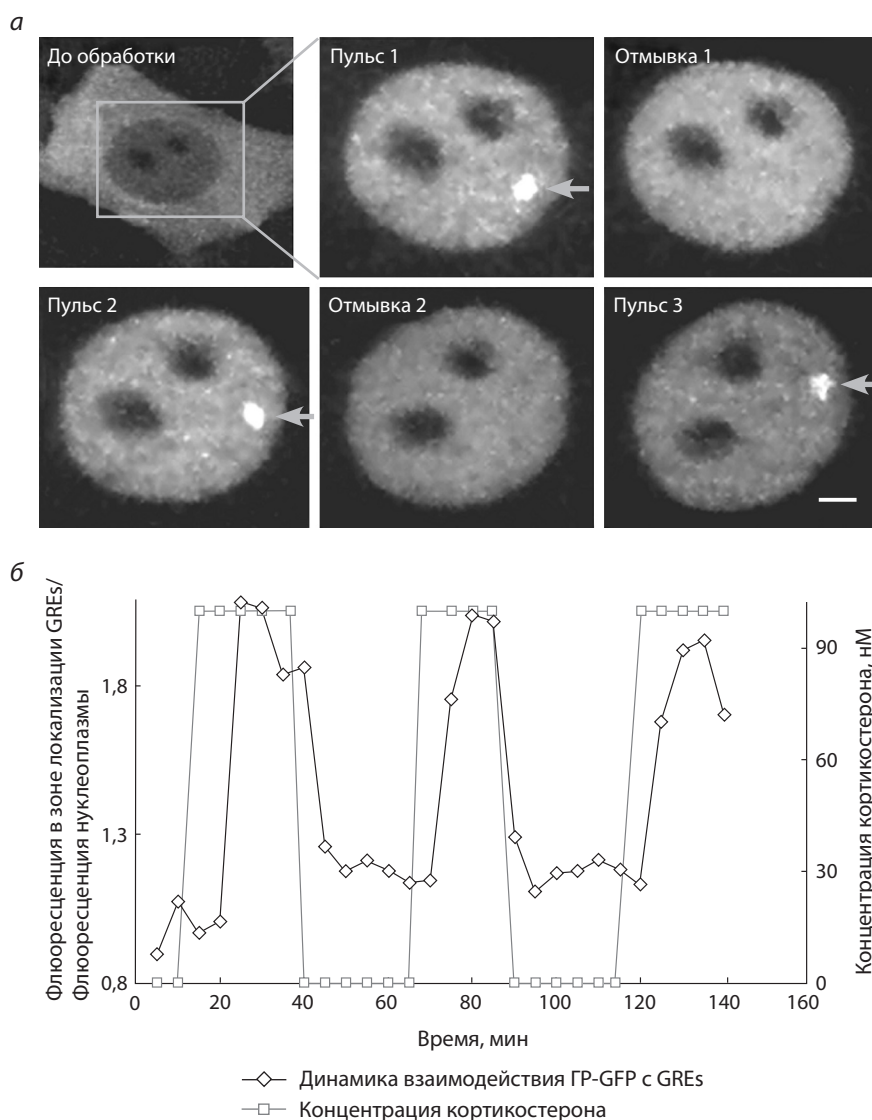 а
До обработки
Пульс 1
Отмывка 1
Пульс 2
Отмывка 2
Пульс 3
б
Флюоресценция в зоне локализации GREs/
Флюоресценция нуклеоплазмы
1,8
1,3
0,8
0
20
40
60
80
100
120
140
160
Время, мин
90
60
30
0
Концентрация кортикостерона, нМ
Динамика взаимодействия ГР-GFP с GREs
Концентрация кортикостерона